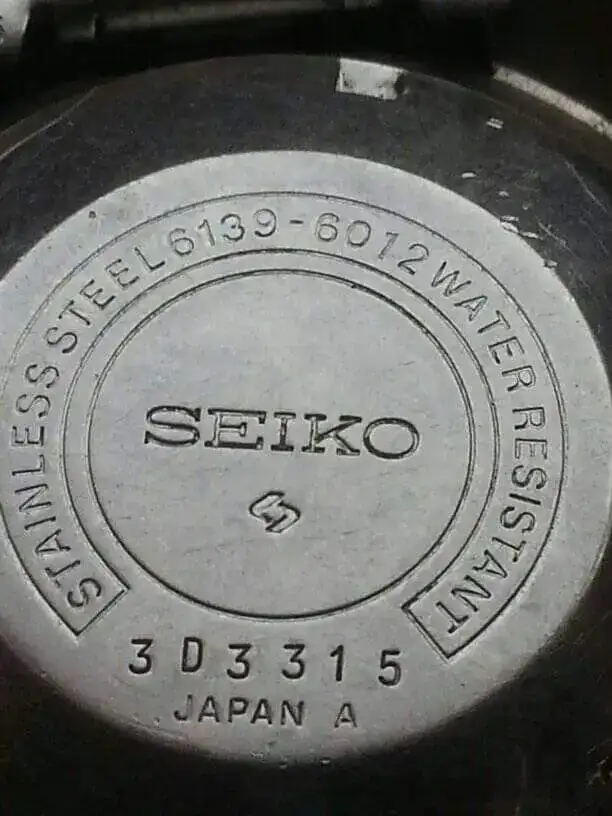 STAINLESS STEEL 6139-6012 WATER RESISTANT
SEIKO
3D3315
JAPAN A